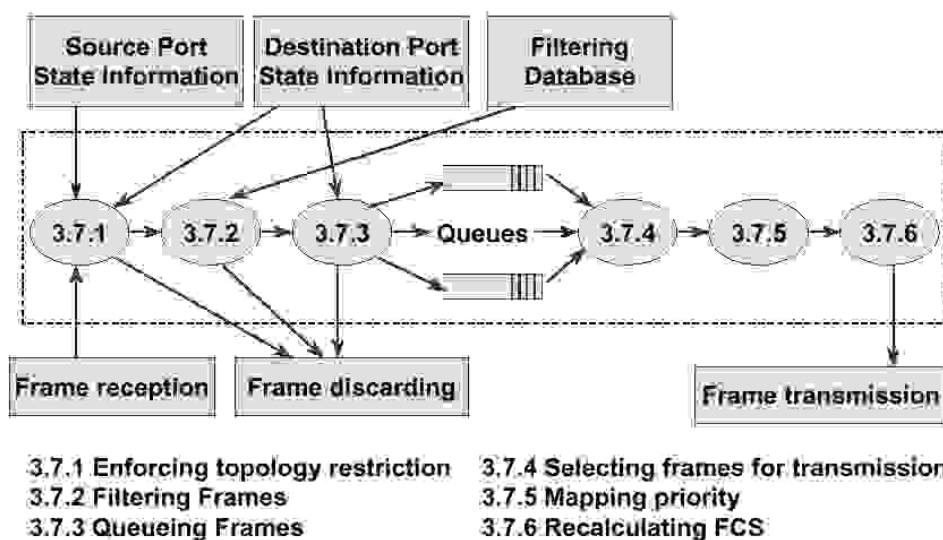 Source Port
State Information
Destination Port
State Information
Filtering
Database
3.7.1
3.7.2
3.7.3
Queues
3.7.4
3.7.5
3.7.6
Frame reception
Frame discarding
Frame transmission
3.7.1 Enforcing topology restriction
3.7.2 Filtering Frames
3.7.3 Queueing Frames
3.7.4 Selecting frames for transmission
3.7.5 Mapping priority
3.7.6 Recalculating FCS